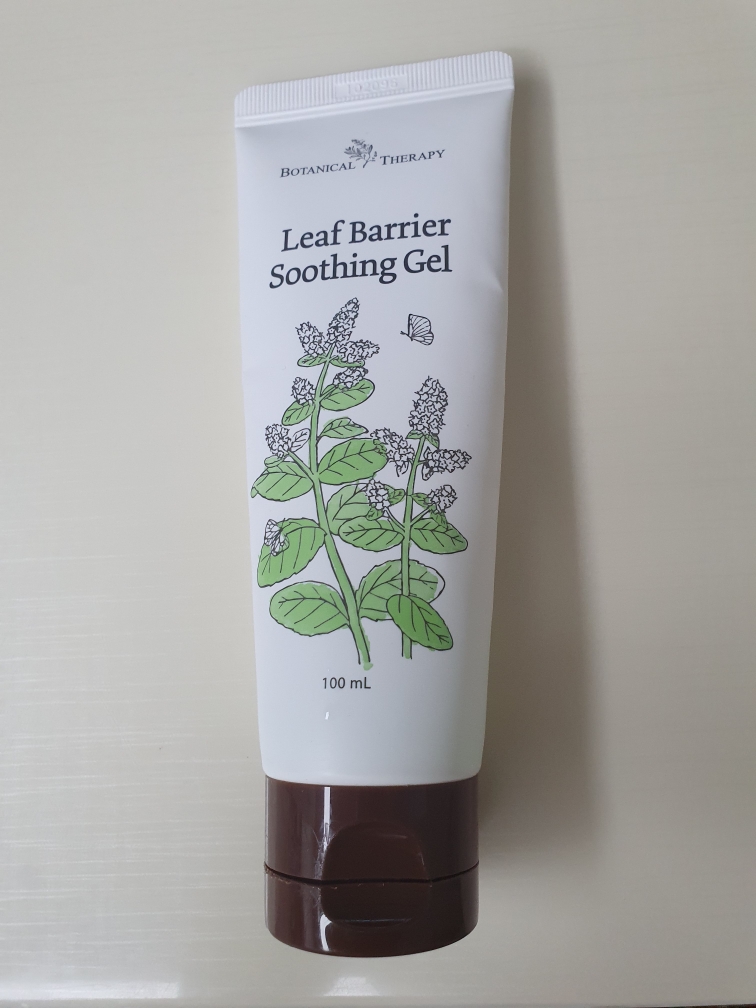 BOTANICAL THERAPY
Leaf Barrier
Soothing Gel
100 mL